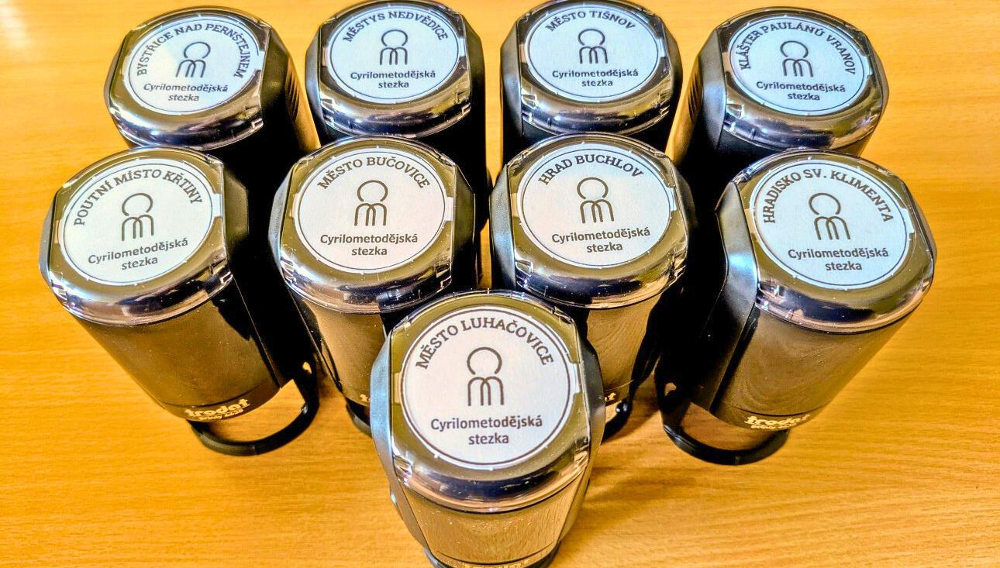 BYSTŘICE NAD PERNŠTEJNEM
Cyrilometodějská
stezka
MĚSTYS NEDVĚDICE
Cyrilometodějská
stezka
MĚSTO TIŠNOV
Cyrilometodějská
stezka
KLÁŠTER PAULÁNŮ VRANOV
Cyrilometodějská
stezka
POUTNÍ MÍSTO KŘTINY
Cyrilometodějská
stezka
trodat
MĚSTO BUČOVICE
Cyrilometodějská
stezka
HRAD BUCHLOV
Cyrilometodějská
stezka
HRADISKO SV. KLIMENTA
Cyrilometodějská
stezka
trodat
MĚSTO LUHAČOVICE
Cyrilometodějská
stezka